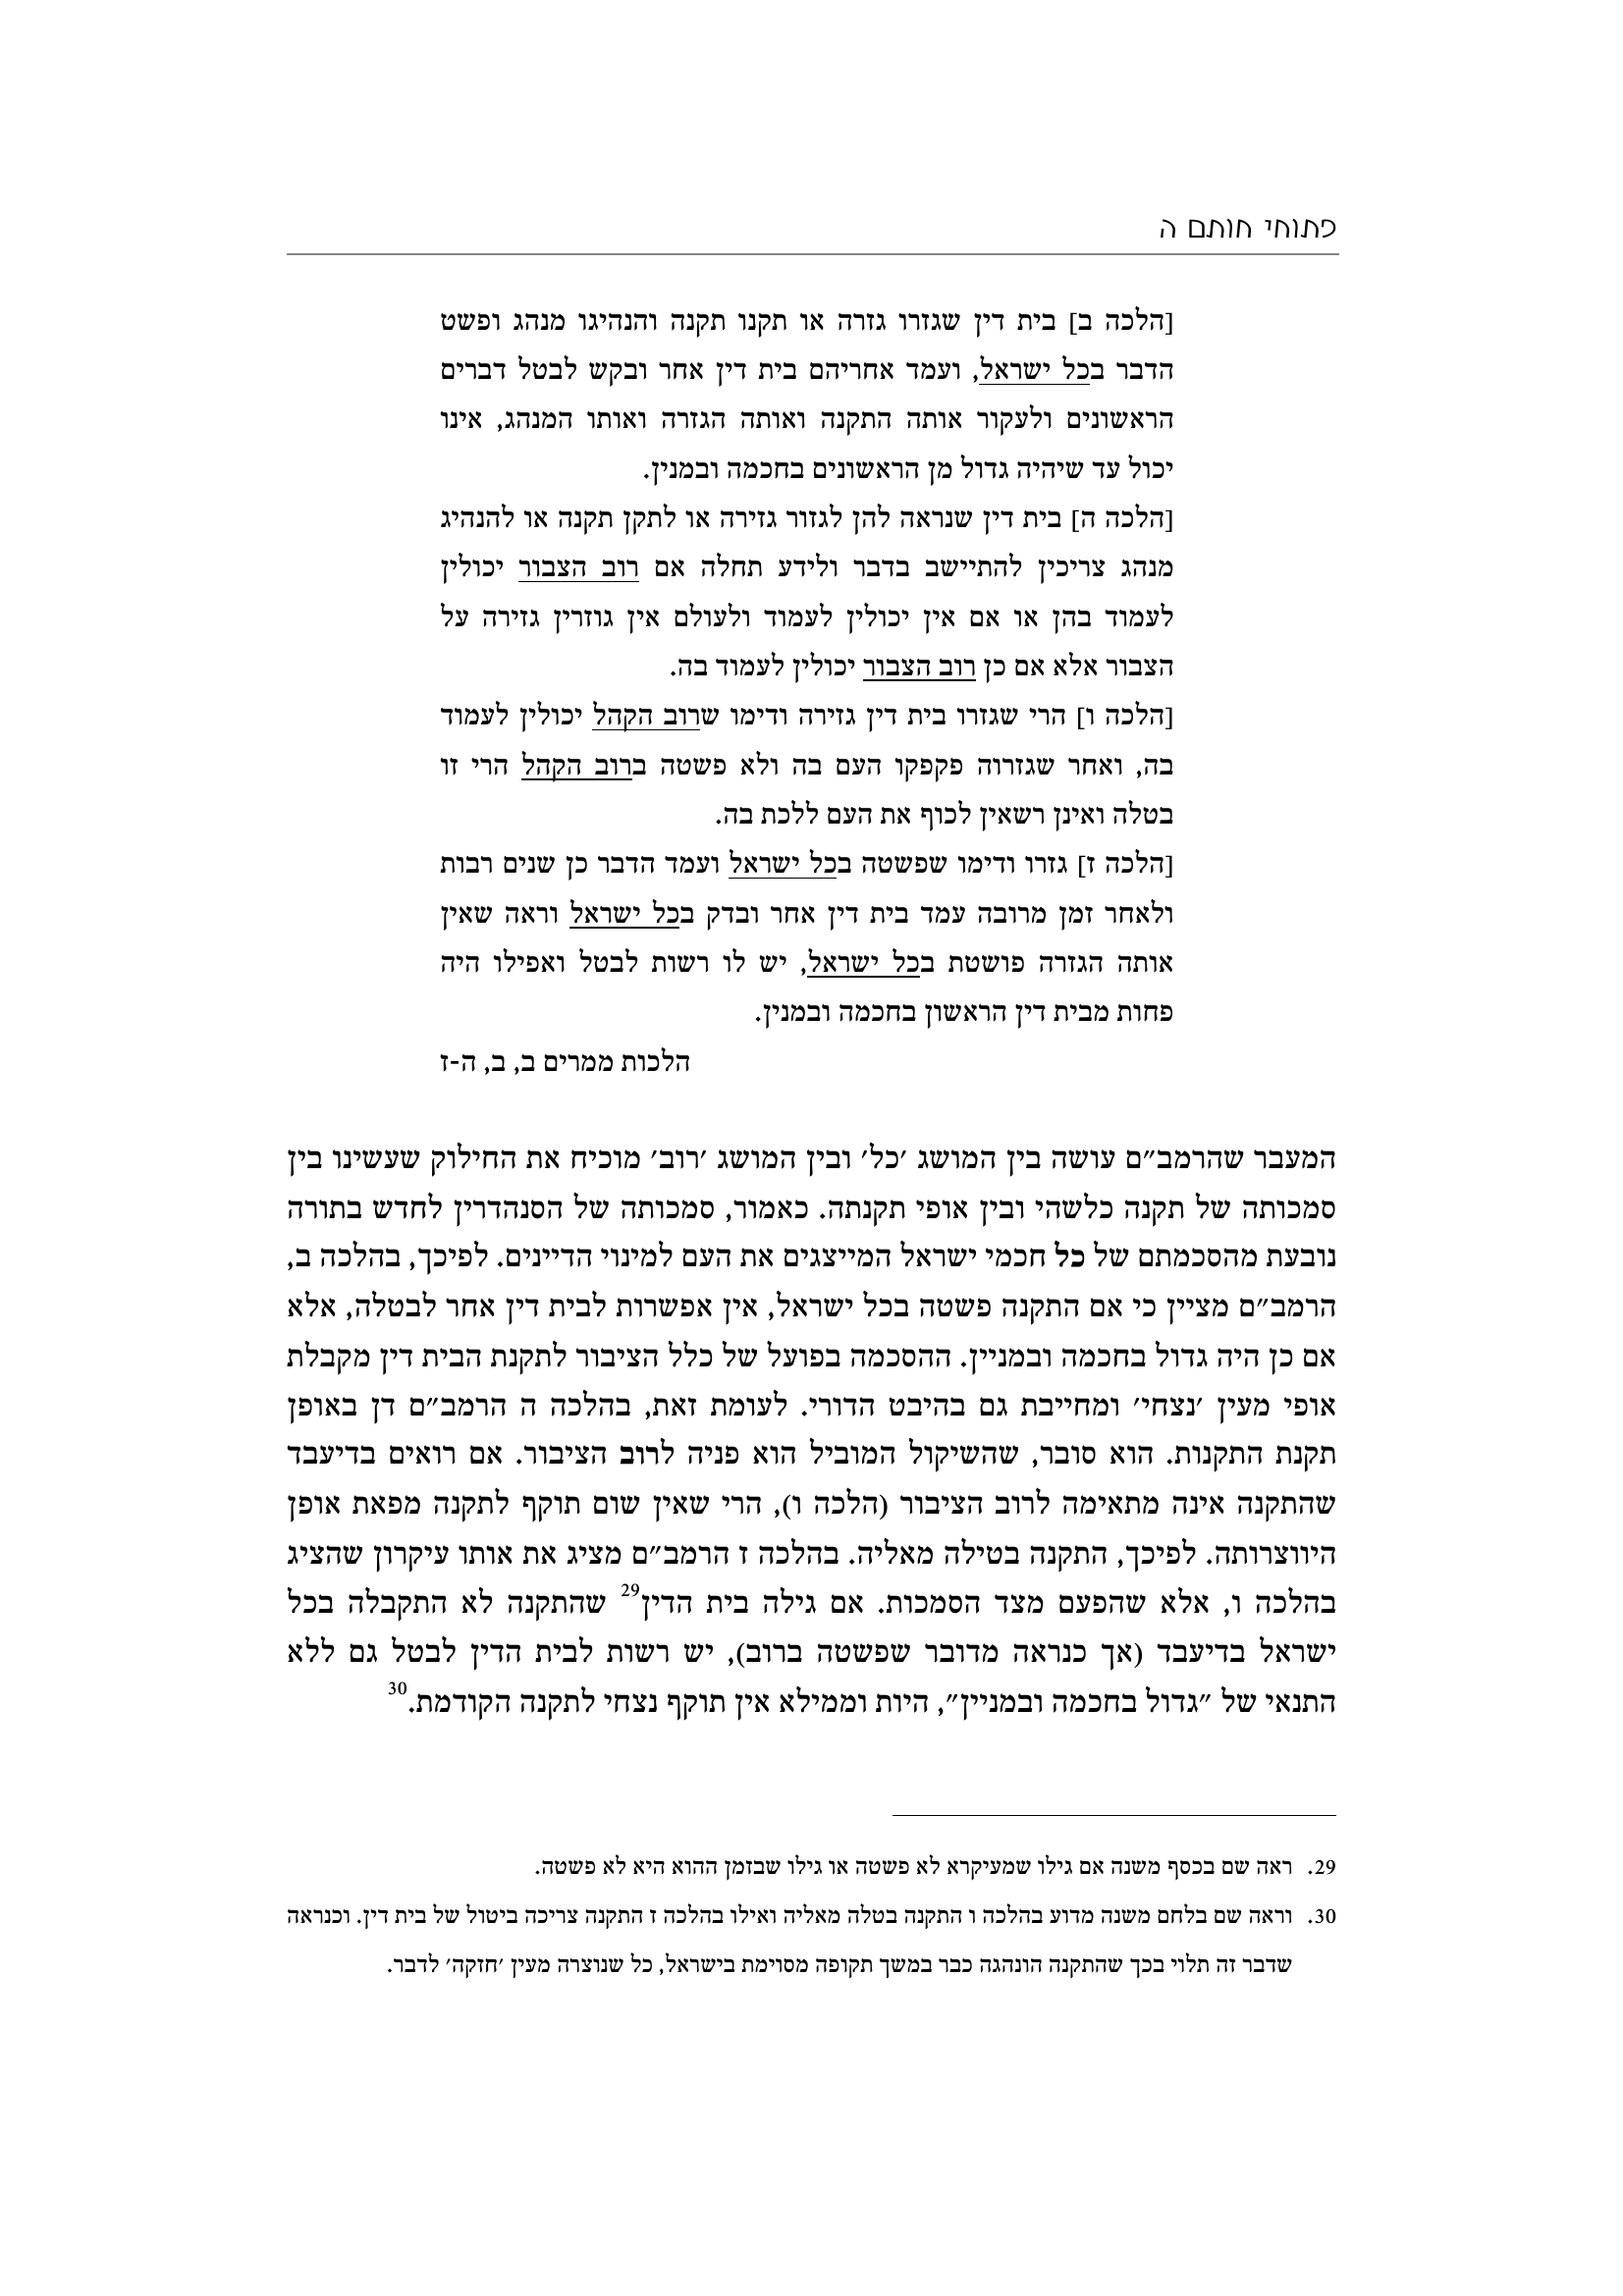 פתוחי חותם ה
[הלכה ב] בית דין שגזרו גזרה או תקנו תקנה והנהיגו מנהג ופשט
הדבר בכל ישראל, ועמד אחריהם בית דין אחר ובקש לבטל דברים
הראשונים ולעקור אותה התקנה ואותה הגזרה ואותו המנהג, אינו
יכול עד שיהיה גדול מן הראשונים בחכמה ובמנין.
[הלכה ה] בית דין שנראה להן לגזור גזירה או לתקן תקנה או להנהיג
מנהג צריכין להתיישב בדבר ולידע תחלה אם רוב הצבור יכולין
לעמוד בהן או אם אין יכולין לעמוד ולעולם אין גוזרין גזירה על
הצבור אלא אם כן רוב הצבור יכולין לעמוד בה.
[הלכה ו] הרי שגזרו בית דין גזירה ודימו שרוב הקהל יכולין לעמוד
בה, ואחר שגזרוה פקפקו העם בה ולא פשטה ברוב הקהל הרי זו
בטלה ואינן רשאין לכוף את העם ללכת בה.
[הלכה ז] גזרו ודימו שפשטה בכל ישראל ועמד הדבר כן שנים רבות
ולאחר זמן מרובה עמד בית דין אחר ובדק בכל ישראל וראה שאין
אותה הגזרה פושטת בכל ישראל, יש לו רשות לבטל ואפילו היה
פחות מבית דין הראשון בחכמה ובמנין.
הלכות ממרים ב, ב, ה-ז
המעבר שהרמב״ם עושה בין המושג ׳כל׳ ובין המושג ׳רוב׳ מוכיח את החילוק שעשינו בין
סמכותה של תקנה כלשהי ובין אופי תקנתה. כאמור, סמכותה של הסנהדרין לחדש בתורה
נובעת מהסכמתם של כל חכמי ישראל המייצגים את העם למינוי הדיינים. לפיכך, בהלכה ב,
הרמב״ם מציין כי אם התקנה פשטה בכל ישראל, אין אפשרות לבית דין אחר לבטלה, אלא
אם כן היה גדול בחכמה ובמניין. ההסכמה בפועל של כלל הציבור לתקנת הבית דין מקבלת
אופי מעין ׳נצחי׳ ומחייבת גם בהיבט הדורי. לעומת זאת, בהלכה ה הרמב״ם דן באופן
תקנת התקנות. הוא סובר, שהשיקול המוביל הוא פניה לרוב הציבור. אם רואים בדיעבד
שהתקנה אינה מתאימה לרוב הציבור (הלכה ו), הרי שאין שום תוקף לתקנה מפאת אופן
היווצרותה. לפיכך, התקנה בטילה מאליה. בהלכה ז הרמב״ם מציג את אותו עיקרון שהציג
בהלכה ו, אלא שהפעם מצד הסמכות. אם גילה בית הדין29 שהתקנה לא התקבלה בכל
ישראל בדיעבד (אך כנראה מדובר שפשטה ברוב), יש רשות לבית הדין לבטל גם ללא
התנאי של ״גדול בחכמה ובמניין״, היות וממילא אין תוקף נצחי לתקנה הקודמת.30
29. ראה שם בכסף משנה אם גילו שמעיקרא לא פשטה או גילו שבזמן ההוא היא לא פשטה.
30. וראה שם בלחם משנה מדוע בהלכה ו התקנה בטלה מאליה ואילו בהלכה ז התקנה צריכה ביטול של בית דין. וכנראה
שדבר זה תלוי בכך שהתקנה הונהגה כבר במשך תקופה מסוימת בישראל, כל שנוצרה מעין ׳חזקה׳ לדבר.